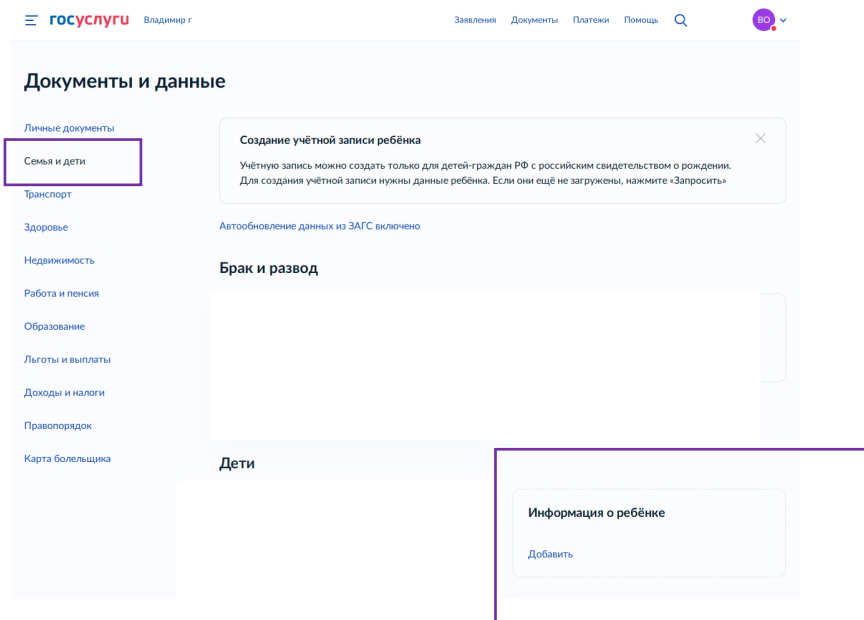 госуслуги Владимир г Заявления Документы Платежи Помощь ВО
Документы и данные
Личные документы
Семья и дети
Транспорт
Здоровье
Недвижимость
Работа и пенсия
Образование
Льготы и выплаты
Доходы и налоги
Правопорядок
Карта болельщика
Создание учётной записи ребёнка
Учётную запись можно создать только для детей-граждан РФ с российским свидетельством о рождении.
Для создания учётной записи нужны данные ребёнка. Если они ещё не загружены, нажмите «Запросить»
Автообновление данных из ЗАГС включено
Брак и развод
Дети
Информация о ребёнке
Добавить